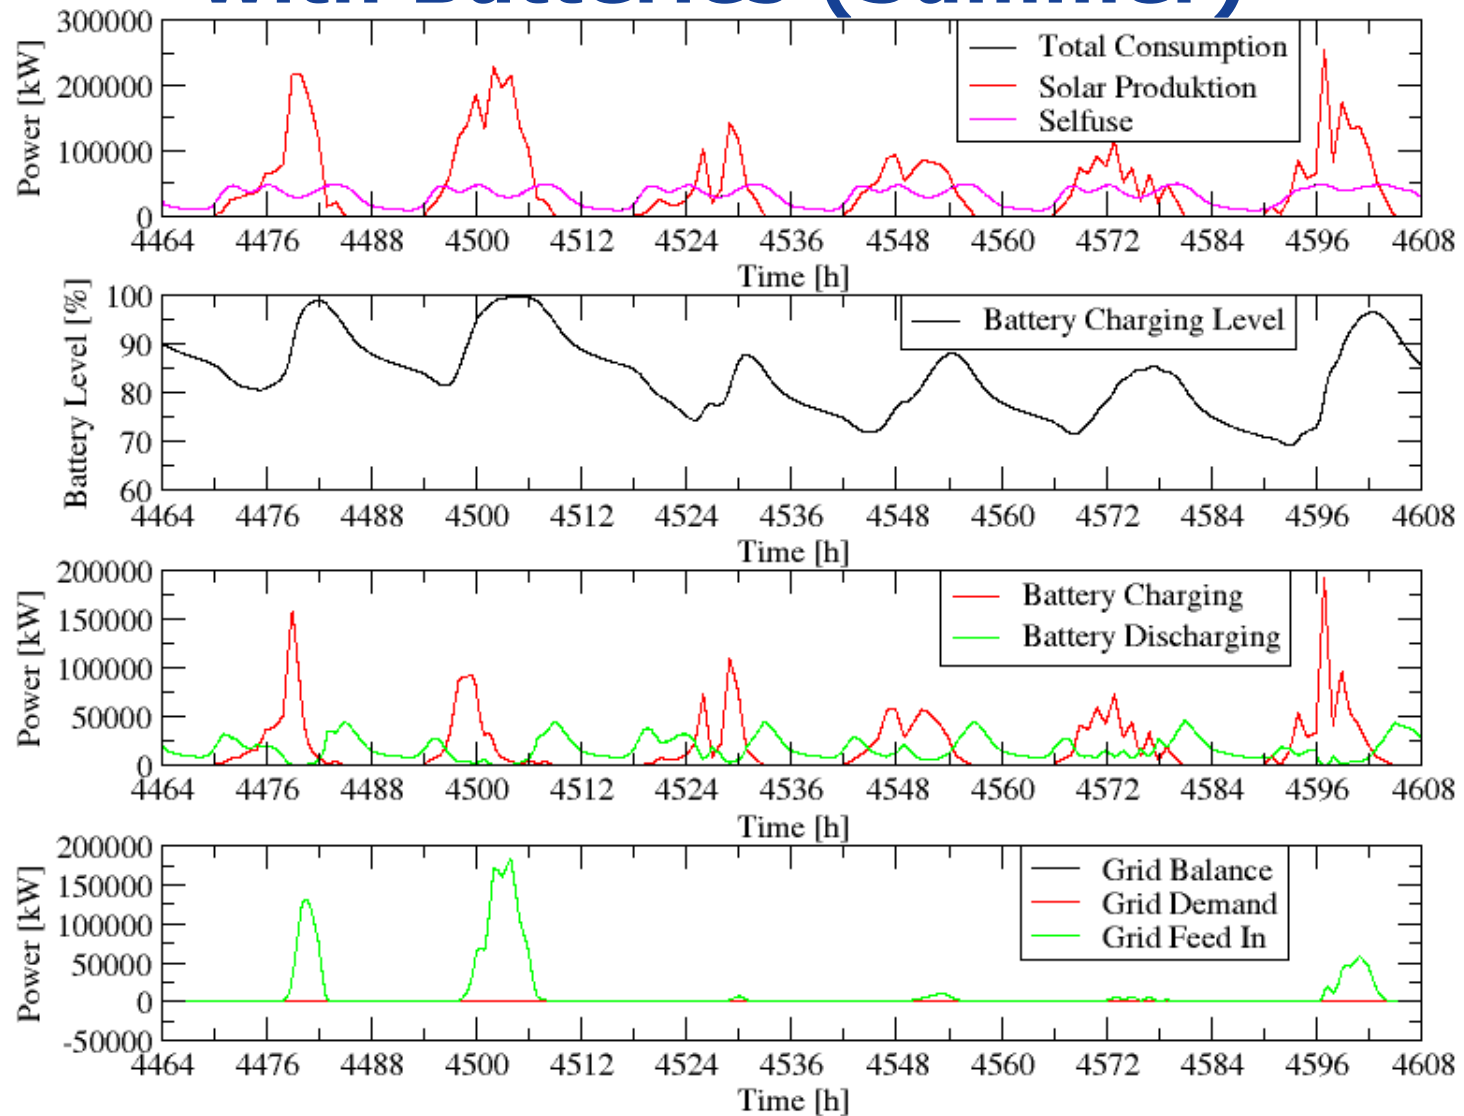 with Batteries (Summer)
300000
200000
100000
0
Power [kW]
Total Consumption
Solar Produktion
Selfuse
4464 4476 4488 4500 4512 4524 4536 4548 4560 4572 4584 4596 4608
Time [h]
100
90
80
70
60
Battery Level [%]
Battery Charging Level
4464 4476 4488 4500 4512 4524 4536 4548 4560 4572 4584 4596 4608
Time [h]
200000
150000
100000
50000
0
Power [kW]
Battery Charging
Battery Discharging
4464 4476 4488 4500 4512 4524 4536 4548 4560 4572 4584 4596 4608
Time [h]
200000
150000
100000
50000
0
-50000
Power [kW]
Grid Balance
Grid Demand
Grid Feed In
4464 4476 4488 4500 4512 4524 4536 4548 4560 4572 4584 4596 4608
Time [h]